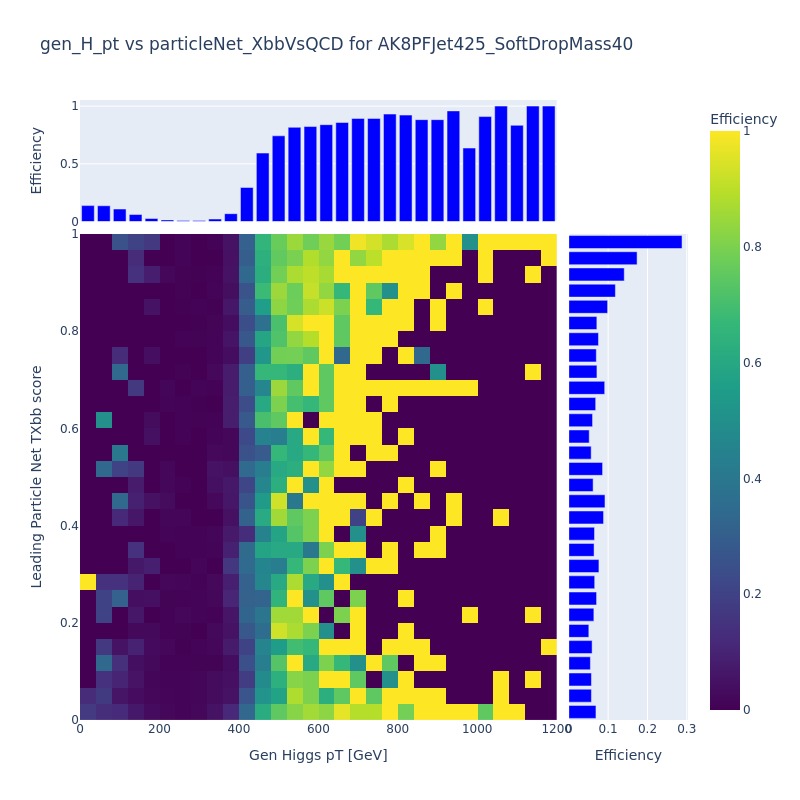 gen_H_pt vs particleNet_XbbVsQCD for AK8PFJet425_SoftDropMass40
Efficiency
1
0.5
0
Efficiency
1
0.8
0.6
0.4
0.2
0
Leading Particle Net TXbb score
1
0.8
0.6
0.4
0.2
0
0 200 400 600 800 1000 1200
Gen Higgs pT [GeV]
0 0.1 0.2 0.3
Efficiency